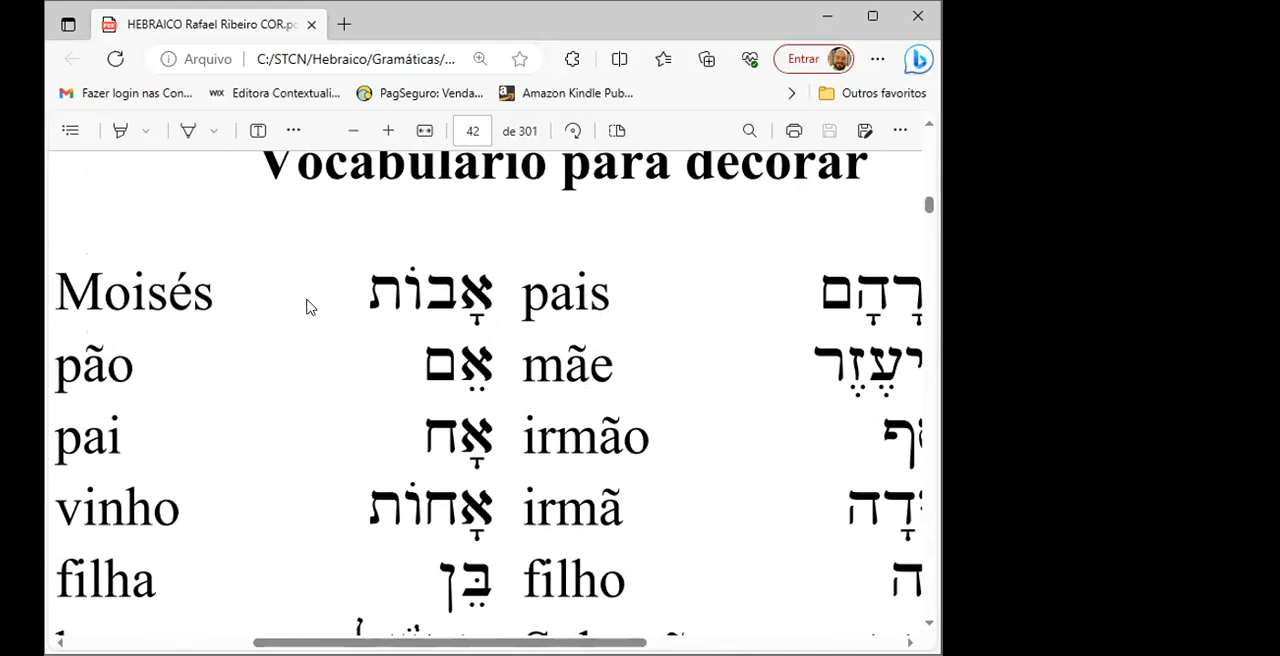 HEBRAICO Rafael Ribeiro COR.pd
Arquivo C:/STCN/Hebraico/Gramáticas/... Entrar
Fazer login nas Con... WIX Editora Contextuali... PagSeguro: Venda... Amazon Kindle Pub... Outros favoritos
42 de 301
Vocabulário para decorar
Moisés אָבוֹת pais
pão אֵם mãe
pai אָח irmão
vinho אָחוֹת irmã
filha בֵּן filho